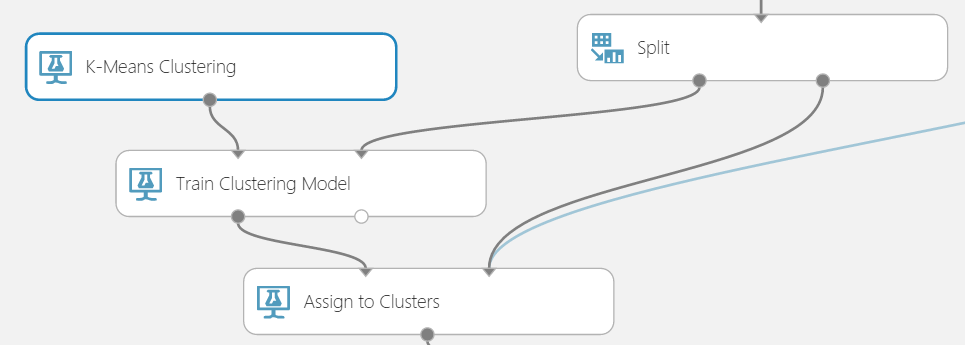 K-Means Clustering
Split
Train Clustering Model
Assign to Clusters